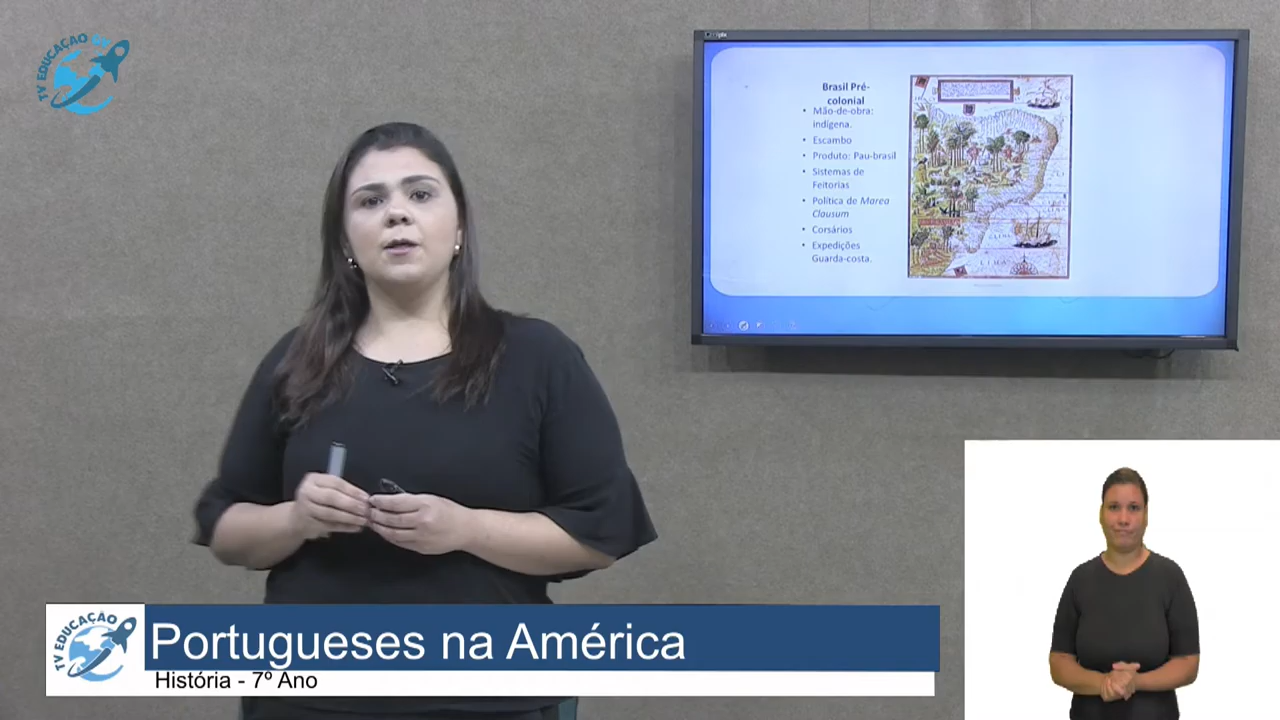 TV EDUCAÇÃO
Brasil Pré-
colonial
• Mão-de-obra:
indígena.
• Escambo
• Produto: Pau-brasil
• Sistemas de
Feitorias
• Política de Marea
Clausum
• Corsários
• Expedições
Guarda-costa.
TV EDUCAÇÃO
Portugueses na América
História - 7º Ano